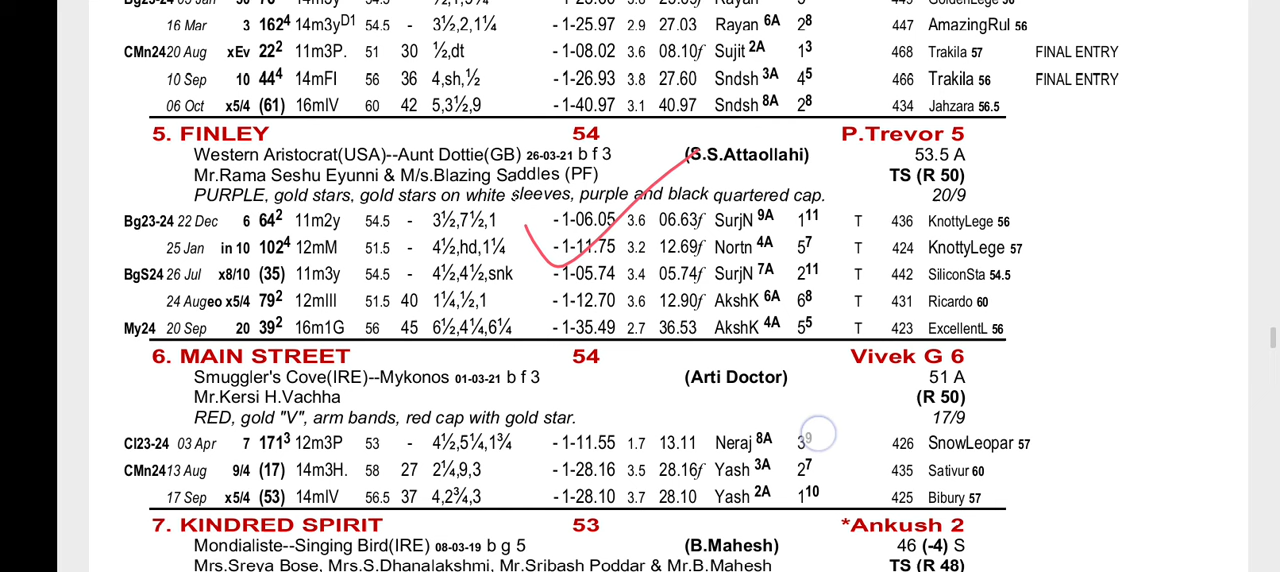 16 Mar 3 162⁴ 14m3yD1 54.5 - 3½,2,1¼ - 1-25.97 2.9 27.03 Rayan 6A 2⁸ 447 AmazingRul 56
CMn24 20 Aug xEv 22² 11m3P. 51 30 ½,dt - 1-08.02 3.6 08.10f Sujit 2A 1³ 468 Trakila 57 FINAL ENTRY
10 Sep 10 44⁴ 14mFI 56 36 4,sh,½ - 1-26.93 3.8 27.60 Sndsh 3A 4⁵ 466 Trakila 56 FINAL ENTRY
06 Oct x5/4 (61) 16mIV 60 42 5,3½,9 - 1-40.97 3.1 40.97 Sndsh 8A 2⁸ 434 Jahzara 56.5
5. FINLEY 54 P.Trevor 5
Western Aristocrat(USA)--Aunt Dottie(GB) 26-03-21 b f 3 (S.S.Attaollahi) 53.5 A
Mr.Rama Seshu Eyunni & M/s.Blazing Saddles (PF) TS (R 50)
PURPLE, gold stars, gold stars on white sleeves, purple and black quartered cap. 20/9
Bg23-24 22 Dec 6 64² 11m2y 54.5 - 3½,7½,1 - 1-06.05 3.6 06.63f SurjN 9A 1¹¹ T 436 KnottyLege 56
25 Jan in 10 102⁴ 12mM 51.5 - 4½,hd,1¼ - 1-11.75 3.2 12.69f Nortn 4A 5⁷ T 424 KnottyLege 57
BgS24 26 Jul x8/10 (35) 11m3y 54.5 - 4½,4½,snk - 1-05.74 3.4 05.74f SurjN 7A 2¹¹ T 442 SiliconSta 54.5
24 Aug eo x5/4 79² 12mIII 51.5 40 1¼,½,1 - 1-12.70 3.6 12.90f AkshK 6A 6⁸ T 431 Ricardo 60
My24 20 Sep 20 39² 16m1G 56 45 6½,4¼,6¼ - 1-35.49 2.7 36.53 AkshK 4A 5⁵ T 423 ExcellentL 56
6. MAIN STREET 54 Vivek G 6
Smuggler's Cove(IRE)--Mykonos 01-03-21 b f 3 (Arti Doctor) 51 A
Mr.Kersi H.Vachha (R 50)
RED, gold "V", arm bands, red cap with gold star. 17/9
Cl23-24 03 Apr 7 171³ 12m3P 53 - 4½,5¼,1¾ - 1-11.55 1.7 13.11 Neraj 8A 3⁹ 426 SnowLeopar 57
CMn24 13 Aug 9/4 (17) 14m3H. 58 27 2¼,9,3 - 1-28.16 3.5 28.16f Yash 3A 2⁷ 435 Sativur 60
17 Sep x5/4 (53) 14mIV 56.5 37 4,2¾,3 - 1-28.10 3.7 28.10 Yash 2A 1¹⁰ 425 Bibury 57
7. KINDRED SPIRIT 53 *Ankush 2
Mondialiste--Singing Bird(IRE) 08-03-19 b g 5 (B.Mahesh) 46 (-4) S
Mrs.Sreya Bose, Mrs.S.Dhanalakshmi, Mr.Sribash Poddar & Mr.B.Mahesh TS (R 48)